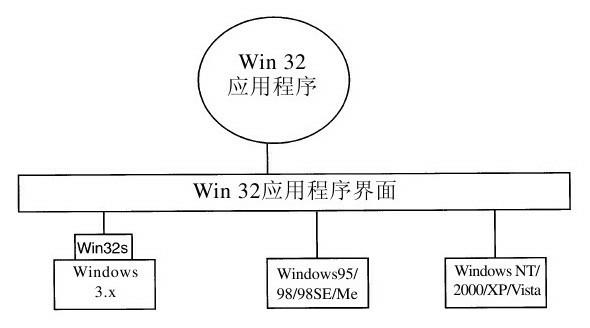 Win 32
应用程序
Win 32应用程序界面
Win32s
Windows
3.x
Windows95/
98/98SE/Me
Windows NT/
2000/XP/Vista